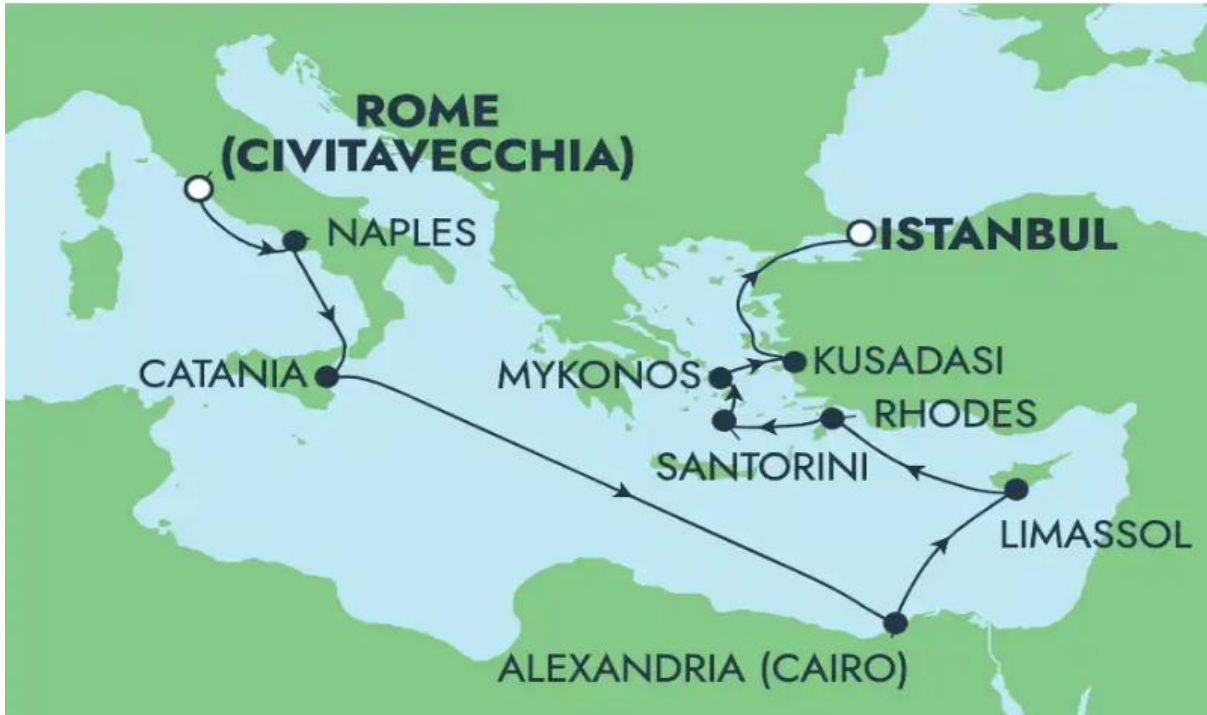 ROME
(CIVITAVECCHIA)
NAPLES
ISTANBUL
CATANIA
MYKONOS
KUSADASI
RHODES
SANTORINI
LIMASSOL
ALEXANDRIA (CAIRO)